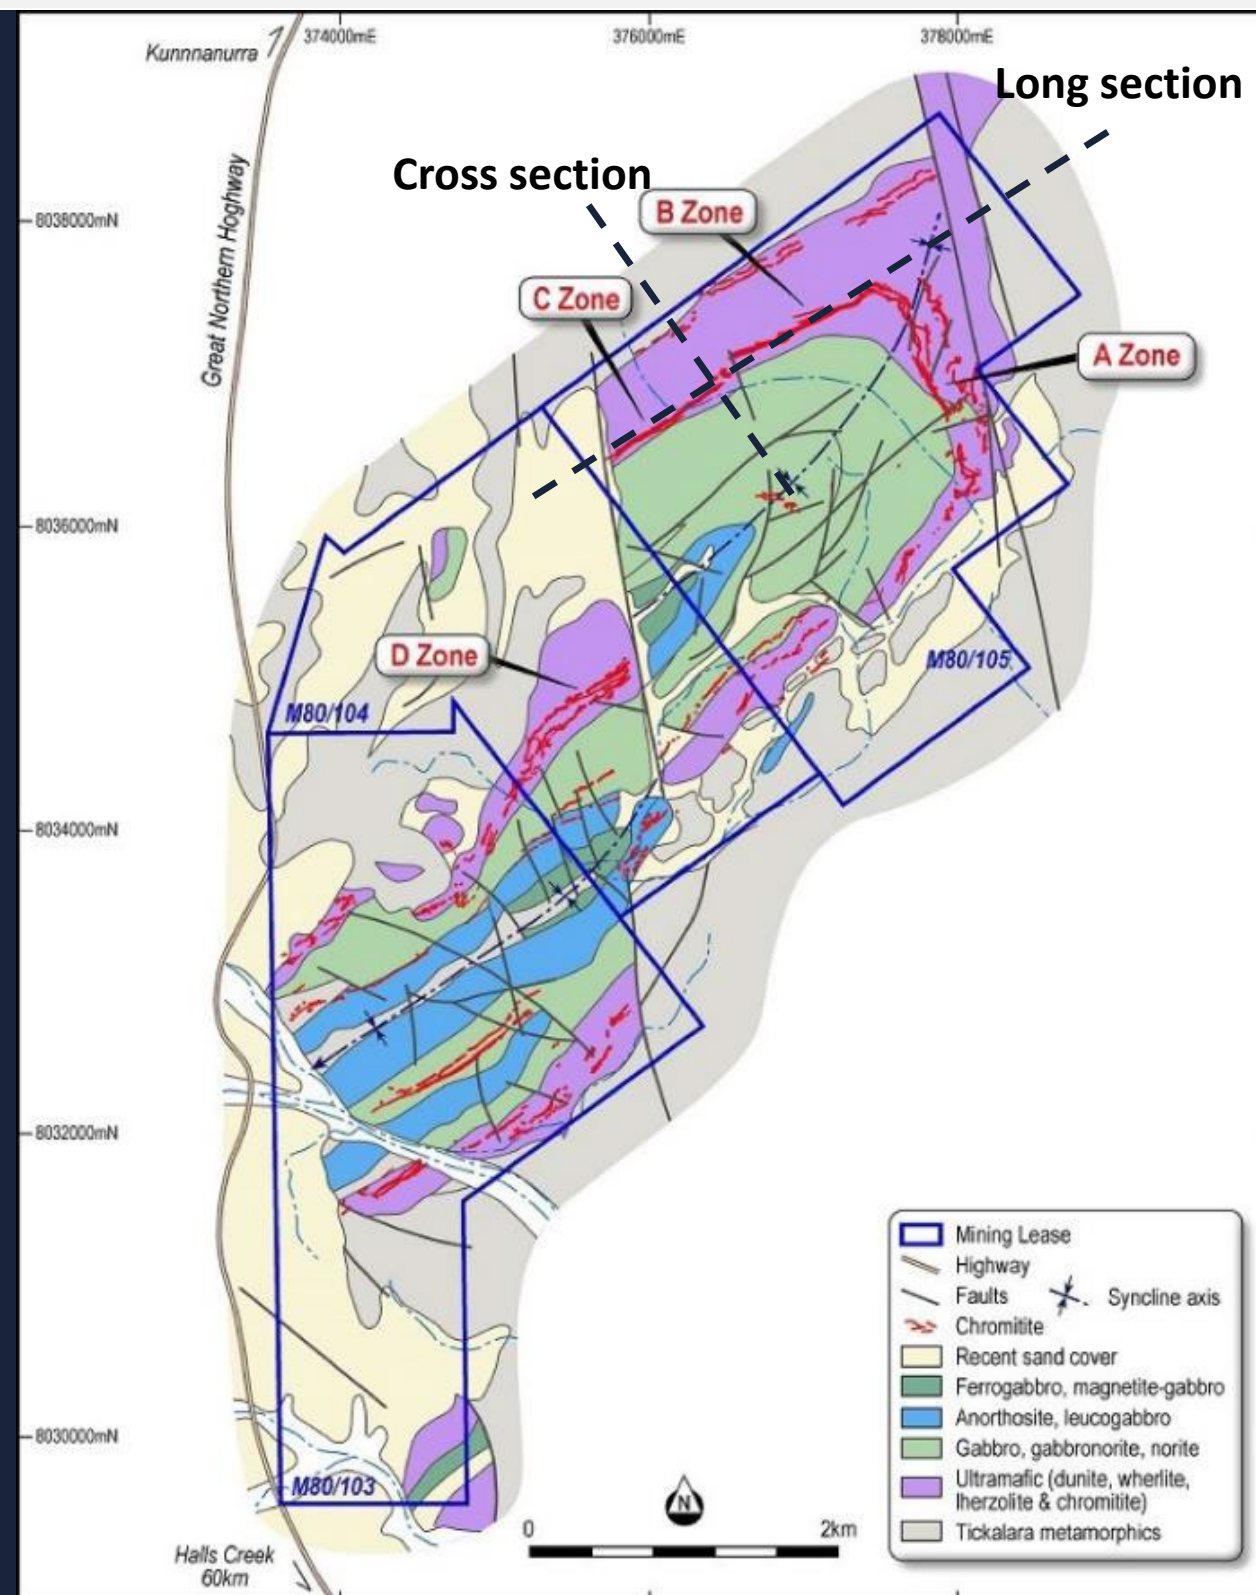 374000mE
376000mE
378000mE
Kunnnanurra
Long section
Great Northern Hoghway
Cross section
B Zone
8038000mN
C Zone
A Zone
8036000mN
D Zone
M80/105
M80/104
8034000mN
8032000mN
8030000mN
M80/103
Halls Creek
60km
N
0
2km
Mining Lease
Highway
Faults
Syncline axis
Chromitite
Recent sand cover
Ferrogabbro, magnetite-gabbro
Anorthosite, leucogabbro
Gabbro, gabbronorite, norite
Ultramafic (dunite, wherlite,
lherzolite & chromitite)
Tickalara metamorphics